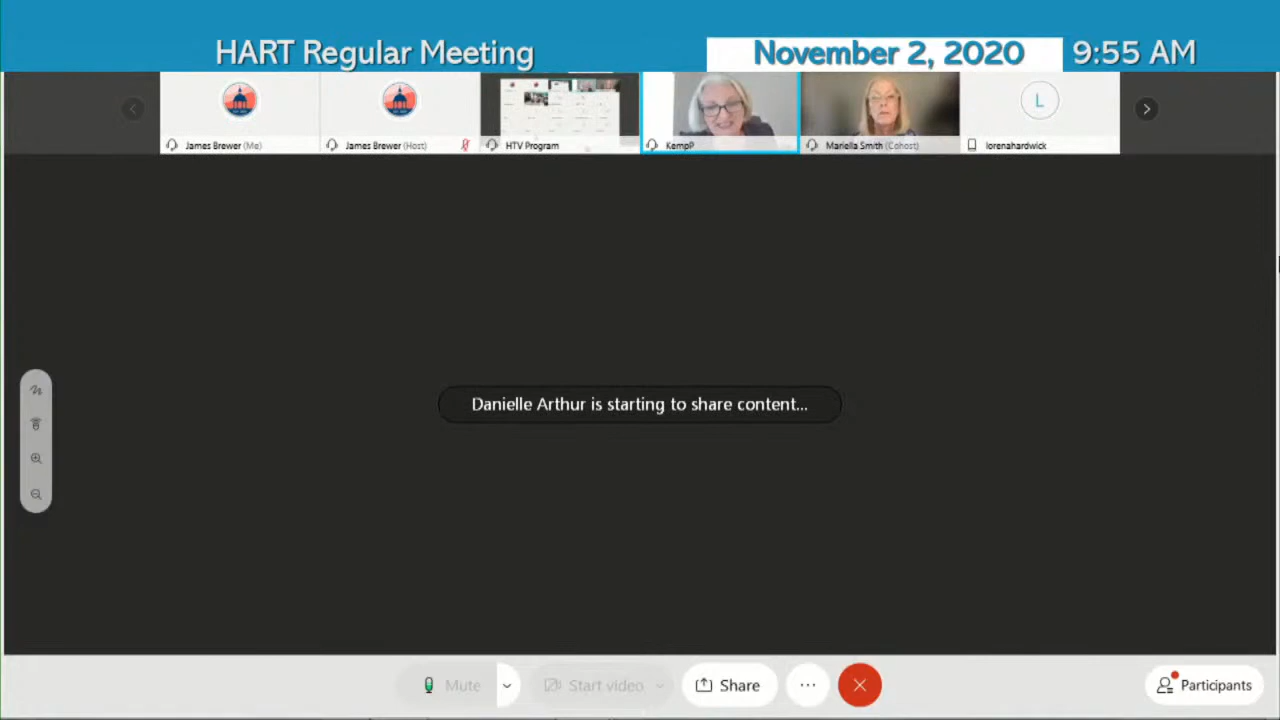 HART Regular Meeting
November 2, 2020
9:55 AM
James Brewer (Me)
James Brewer (Host)
HTV Program
KempP
Mariella Smith (Cohost)
L
lorenahardwick
Danielle Arthur is starting to share content...
Mute
Start video
Share
Participants